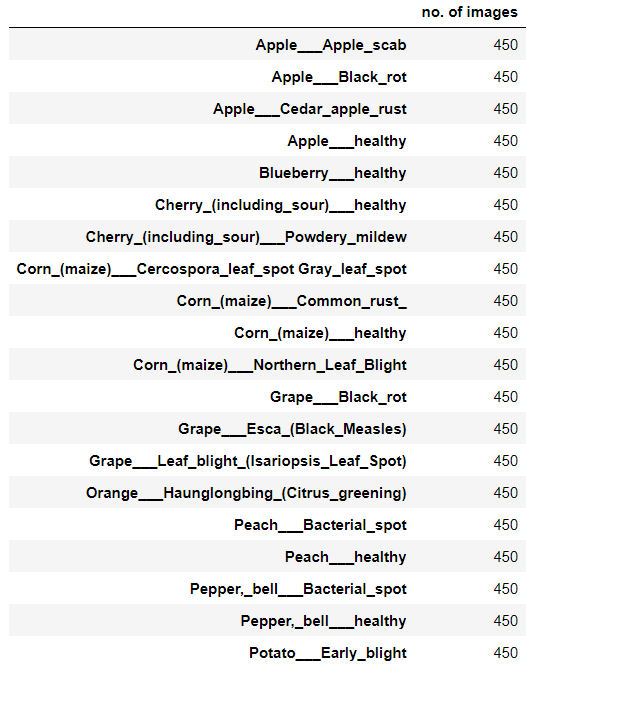 no. of images
Apple___Apple_scab 450
Apple___Black_rot 450
Apple___Cedar_apple_rust 450
Apple___healthy 450
Blueberry___healthy 450
Cherry_(including_sour)___healthy 450
Cherry_(including_sour)___Powdery_mildew 450
Corn_(maize)___Cercospora_leaf_spot Gray_leaf_spot 450
Corn_(maize)___Common_rust_ 450
Corn_(maize)___healthy 450
Corn_(maize)___Northern_Leaf_Blight 450
Grape___Black_rot 450
Grape___Esca_(Black_Measles) 450
Grape___Leaf_blight_(Isariopsis_Leaf_Spot) 450
Orange___Haunglongbing_(Citrus_greening) 450
Peach___Bacterial_spot 450
Peach___healthy 450
Pepper,_bell___Bacterial_spot 450
Pepper,_bell___healthy 450
Potato___Early_blight 450